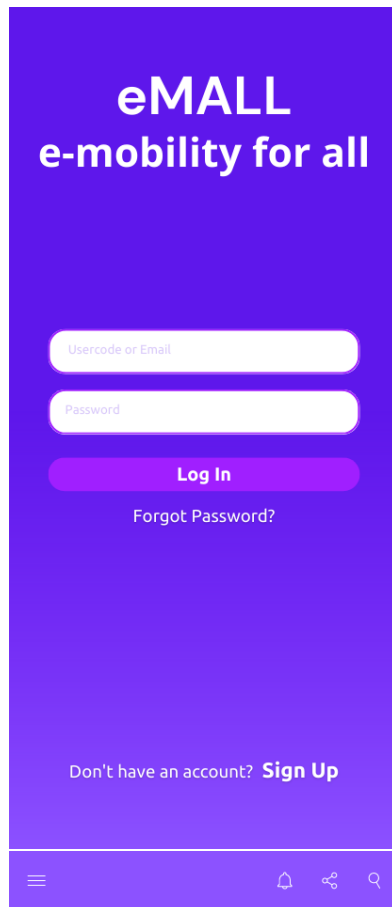 eMALL
e-mobility for all
Usercode or Email
Password
Log In
Forgot Password?
Don't have an account? Sign Up